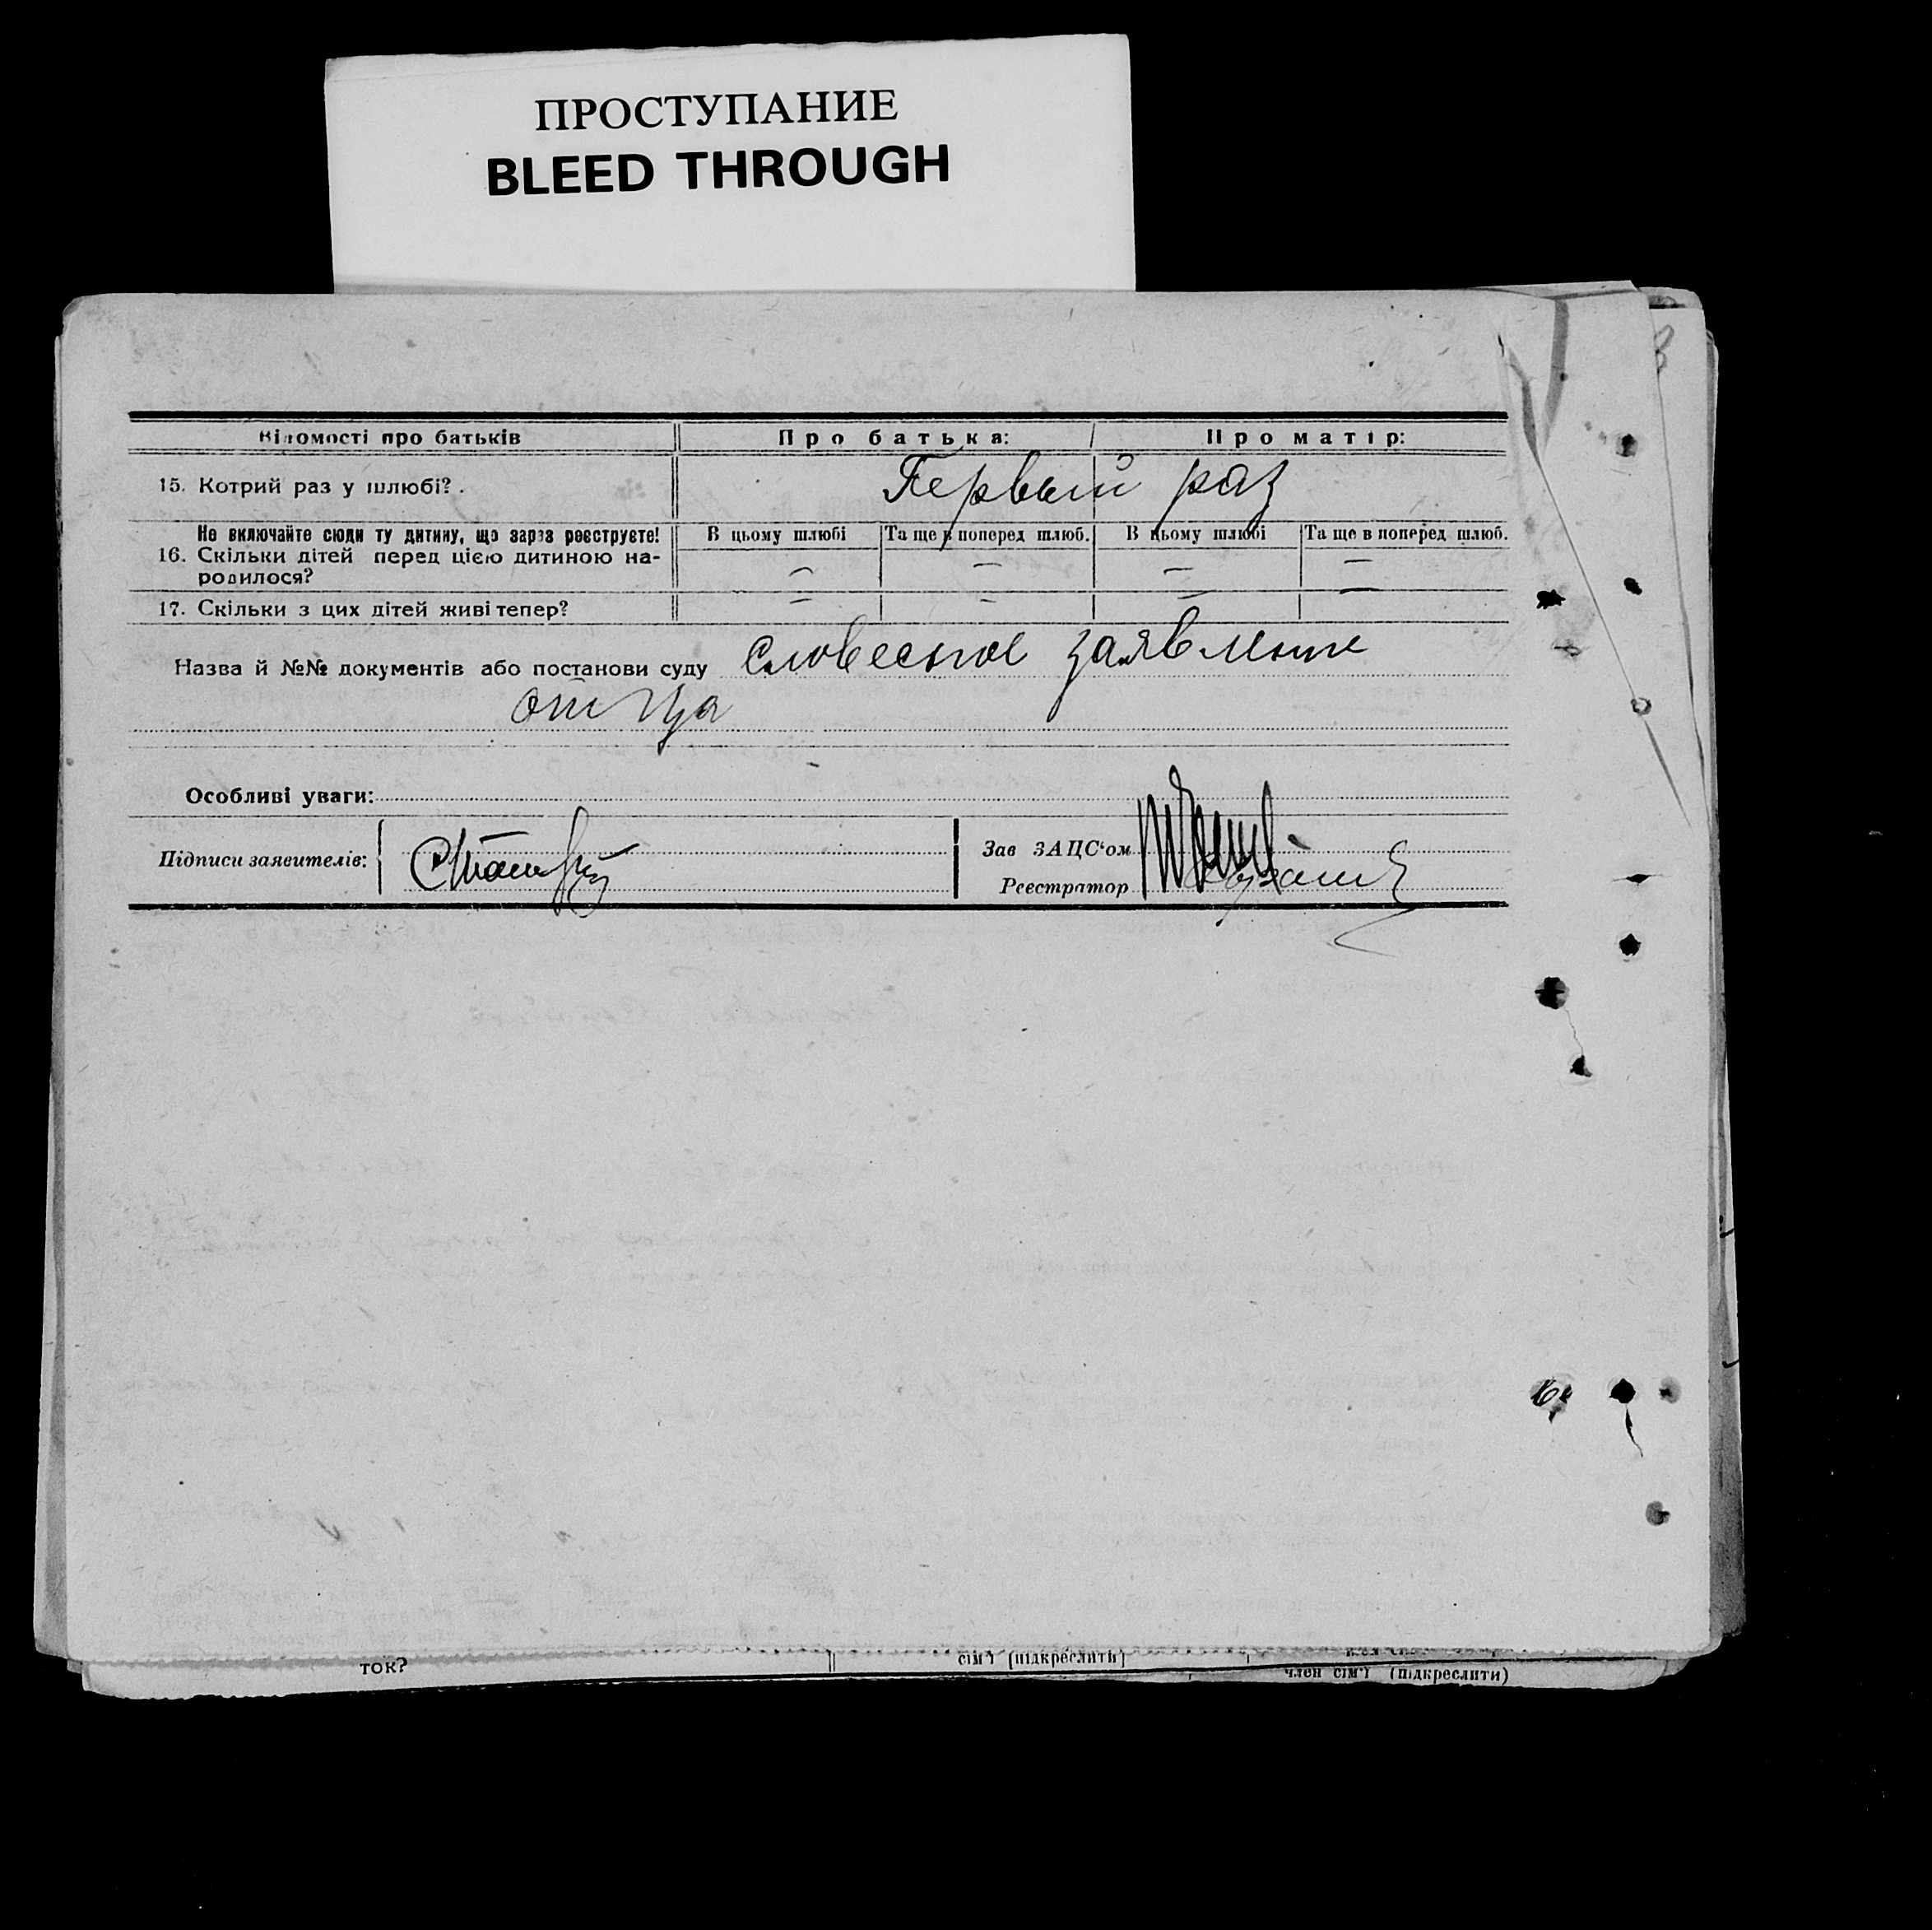 ПРОСТУПАНИЕ
BLEED THROUGH
Відомості про батьків Про батька: Про матір:
15. Котрий раз у шлюбі?. Первый раз
Не включайте сюди ту дитину, що зараз реєструєте! В цьому шлюбі Та ще в поперед шлюб. В цьому шлюбі Та ще в поперед шлюб.
16. Скільки дітей перед цією дитиною на- — — — —
родилося?
17. Скільки з цих дітей живі тепер? — — — —
Назва й №№ документів або постанови суду словесное заявление
отца
Особливі уваги:
Підписи заявителів:
Зав ЗАЦС‘ом
Реєстратор
ток? сім'ї (підкреслити)
член сім'ї (підкреслити)